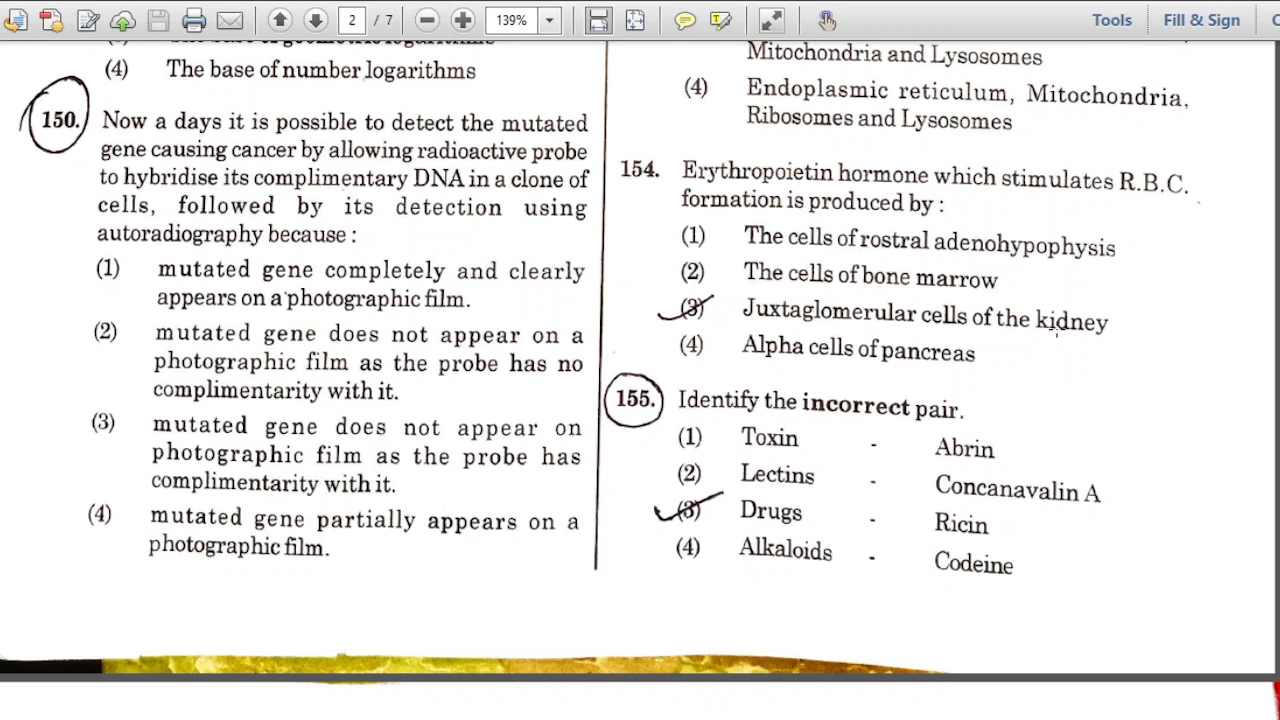 2 / 7
139%
Tools
Fill & Sign
The base of geometric logarithms
(4) The base of number logarithms
150. Now a days it is possible to detect the mutated
gene causing cancer by allowing radioactive probe
to hybridise its complimentary DNA in a clone of
cells, followed by its detection using
autoradiography because :
(1) mutated gene completely and clearly
appears on a photographic film.
(2) mutated gene does not appear on a
photographic film as the probe has no
complimentarity with it.
(3) mutated gene does not appear on
photographic film as the probe has
complimentarity with it.
(4) mutated gene partially appears on a
photographic film.
Mitochondria and Lysosomes
(4) Endoplasmic reticulum, Mitochondria,
Ribosomes and Lysosomes
154. Erythropoietin hormone which stimulates R.B.C.
formation is produced by :
(1) The cells of rostral adenohypophysis
(2) The cells of bone marrow
(3) Juxtaglomerular cells of the kidney
(4) Alpha cells of pancreas
155. Identify the incorrect pair.
(1) Toxin - Abrin
(2) Lectins - Concanavalin A
(3) Drugs - Ricin
(4) Alkaloids - Codeine